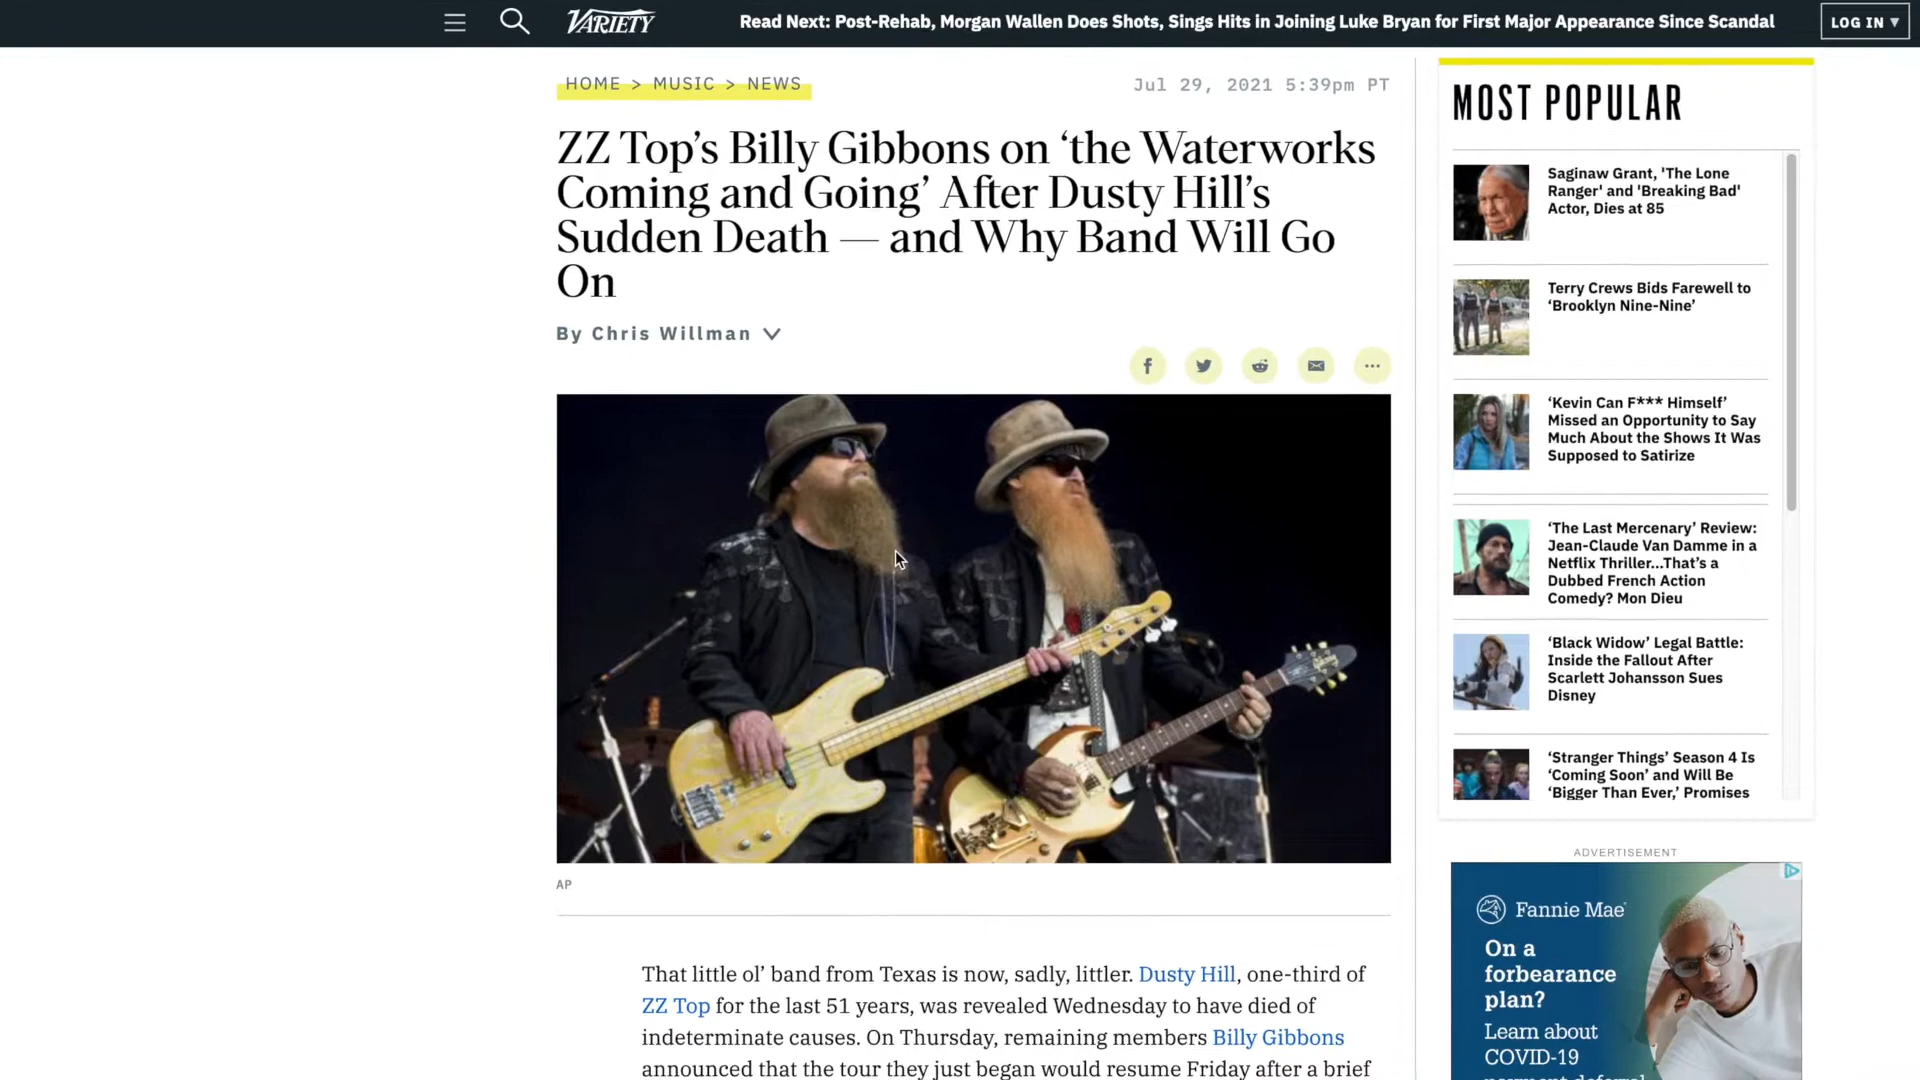 VARIETY
Read Next: Post-Rehab, Morgan Wallen Does Shots, Sings Hits in Joining Luke Bryan for First Major Appearance Since Scandal
LOG IN
HOME > MUSIC > NEWS
Jul 29, 2021 5:39pm PT
ZZ Top’s Billy Gibbons on ‘the Waterworks
Coming and Going’ After Dusty Hill’s
Sudden Death — and Why Band Will Go
On
By Chris Willman
AP
That little ol’ band from Texas is now, sadly, littler. Dusty Hill, one-third of
ZZ Top for the last 51 years, was revealed Wednesday to have died of
indeterminate causes. On Thursday, remaining members Billy Gibbons
announced that the tour they just began would resume Friday after a brief
MOST POPULAR
Saginaw Grant, 'The Lone
Ranger' and 'Breaking Bad'
Actor, Dies at 85
Terry Crews Bids Farewell to
‘Brooklyn Nine-Nine’
‘Kevin Can F*** Himself’
Missed an Opportunity to Say
Much About the Shows It Was
Supposed to Satirize
‘The Last Mercenary’ Review:
Jean-Claude Van Damme in a
Netflix Thriller...That’s a
Dubbed French Action
Comedy? Mon Dieu
‘Black Widow’ Legal Battle:
Inside the Fallout After
Scarlett Johansson Sues
Disney
‘Stranger Things’ Season 4 Is
‘Coming Soon’ and Will Be
‘Bigger Than Ever,’ Promises
ADVERTISEMENT
Fannie Mae
On a
forbearance
plan?
Learn about
COVID-19
payment deferral